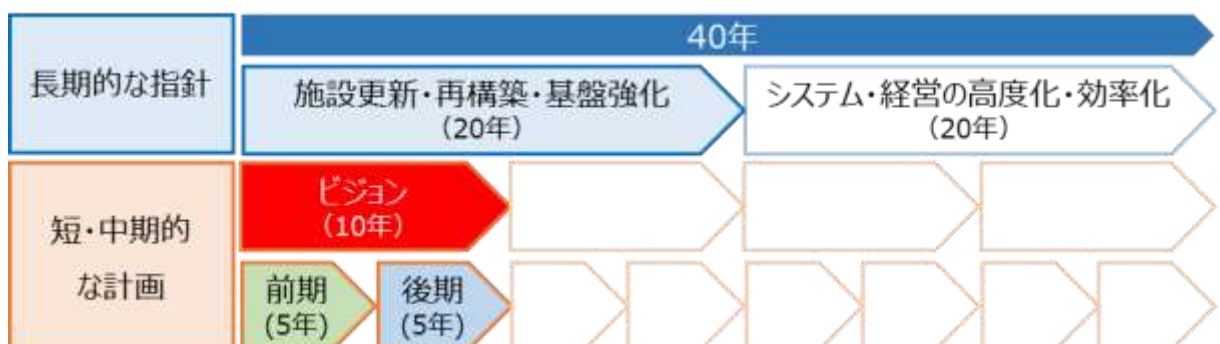 40年
長期的な指針
施設更新・再構築・基盤強化
（20年）
システム・経営の高度化・効率化
（20年）
短・中期的
な計画
ビジョン
（10年）
前期
(5年)
後期
(5年)